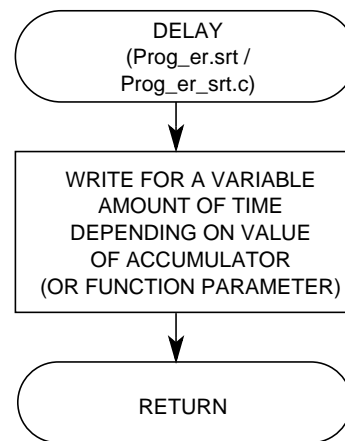 DELAY
(Prog_er.srt /
Prog_er_srt.c)
WRITE FOR A VARIABLE
AMOUNT OF TIME
DEPENDING ON VALUE
OF ACCUMULATOR
(OR FUNCTION PARAMETER)
RETURN